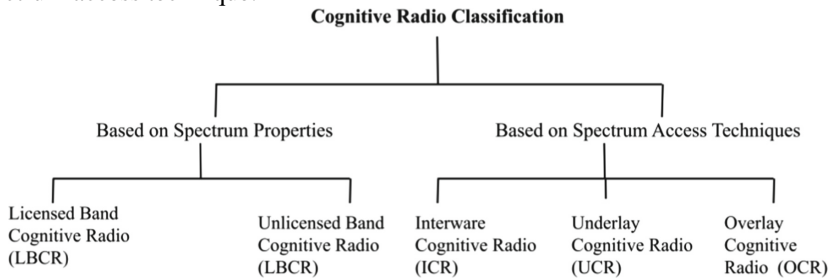 Cognitive Radio Classification
Based on Spectrum Properties
Based on Spectrum Access Techniques
Licensed Band
Cognitive Radio
(LBCR)
Unlicensed Band
Cognitive Radio
(LBCR)
Interware
Cognitive Radio
(ICR)
Underlay
Cognitive Radio
(UCR)
Overlay
Cognitive
Radio (OCR)